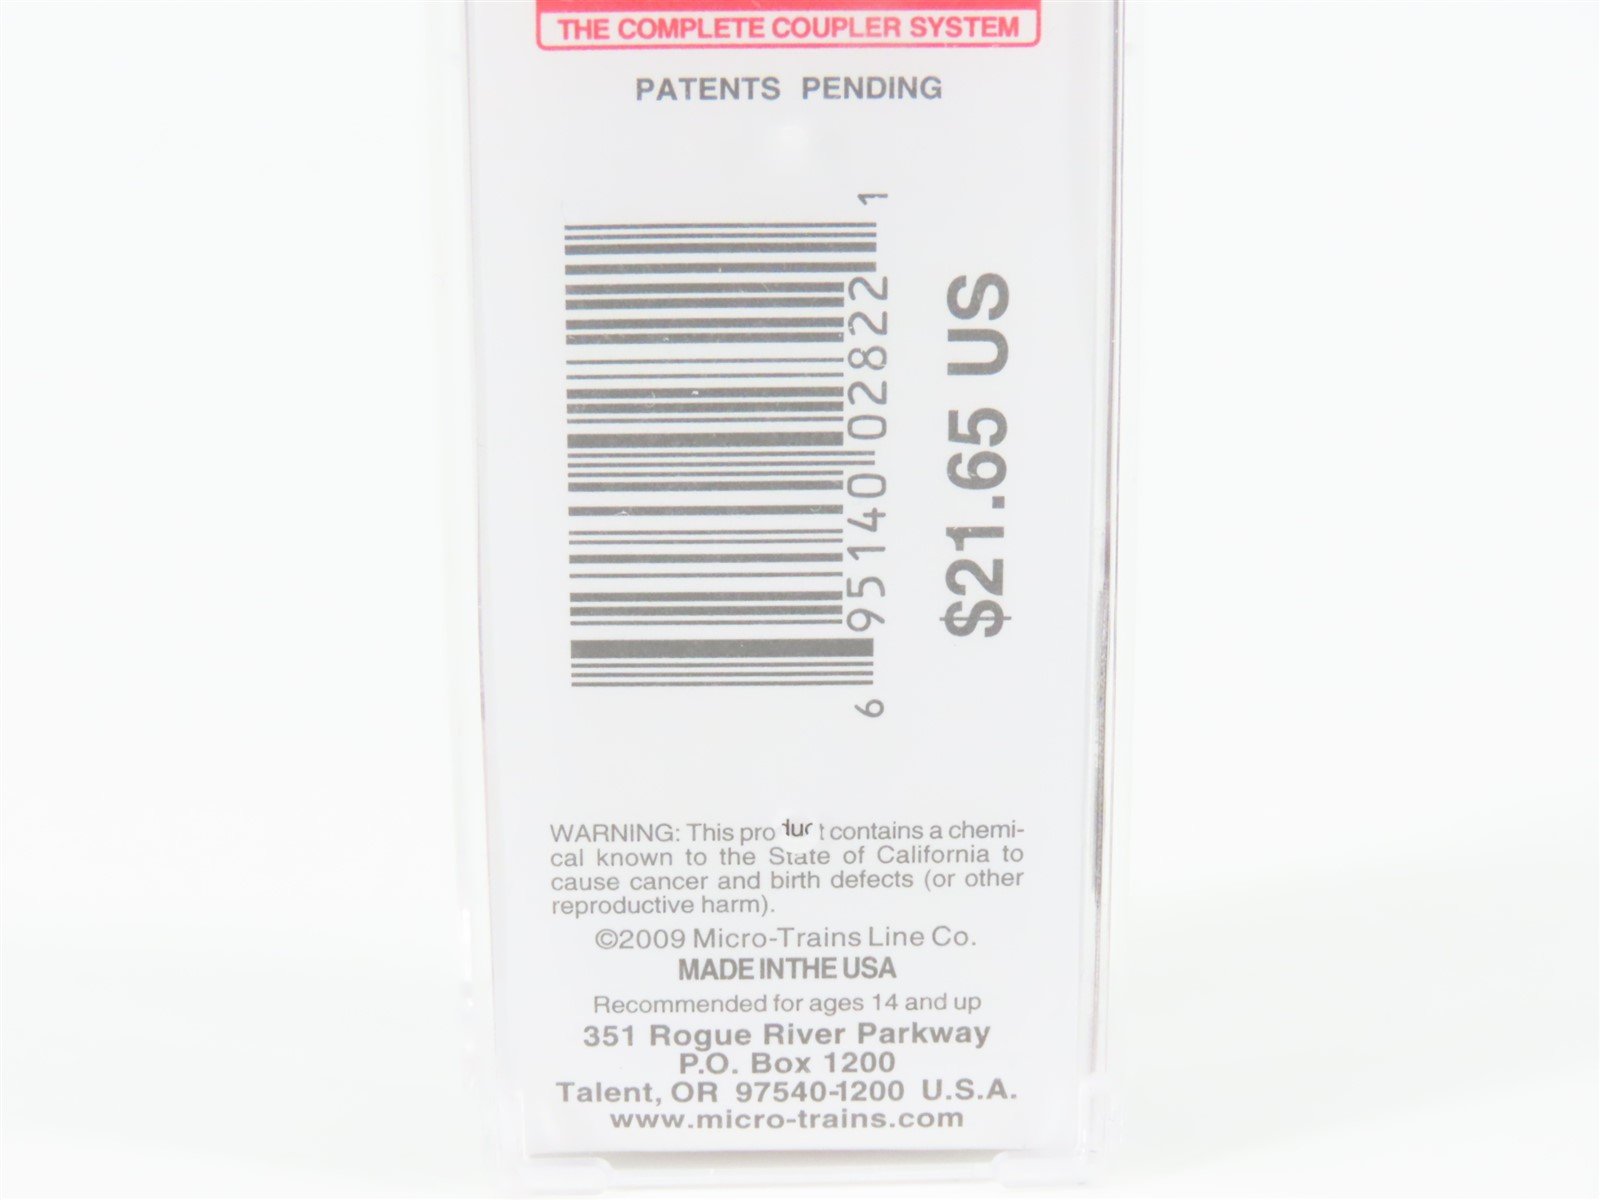 THE COMPLETE COUPLER SYSTEM
PATENTS PENDING
6 95140 02822 1
$21.65 US
WARNING: This product contains a chemi-
cal known to the State of California to
cause cancer and birth defects (or other
reproductive harm).
©2009 Micro-Trains Line Co.
MADE IN THE USA
Recommended for ages 14 and up
351 Rogue River Parkway
P.O. Box 1200
Talent, OR 97540-1200 U.S.A.
www.micro-trains.com